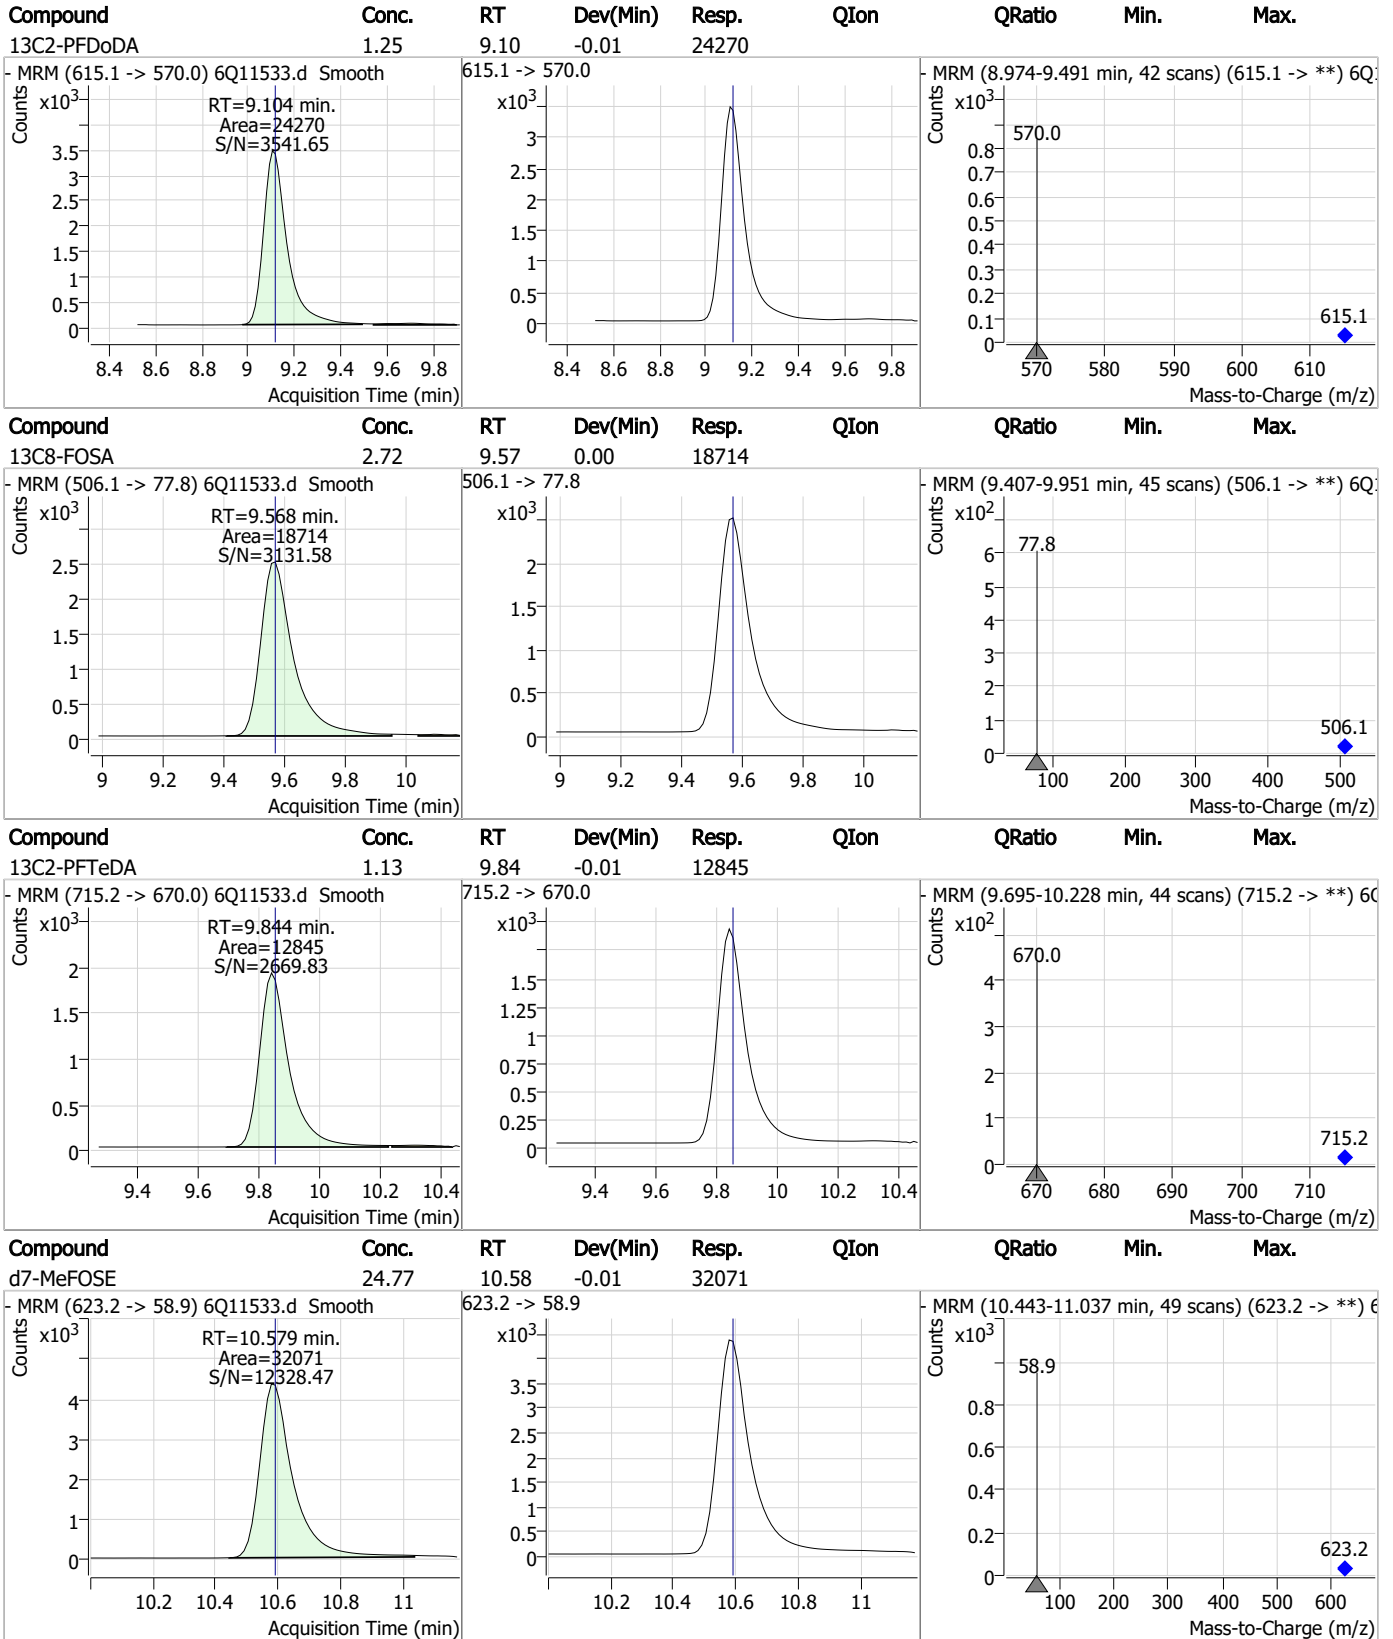 Compound Conc. RT Dev(Min) Resp. QIon QRatio Min. Max.
13C2-PFDoDA 1.25 9.10 -0.01 24270
- MRM (615.1 -> 570.0) 6Q11533.d Smooth
Counts
x10³
RT=9.104 min.
Area=24270
S/N=3541.65
3.5
3
2.5
2
1.5
1
0.5
0
8.4 8.6 8.8 9 9.2 9.4 9.6 9.8
Acquisition Time (min)
615.1 -> 570.0
x10³
3
2.5
2
1.5
1
0.5
0
8.4 8.6 8.8 9 9.2 9.4 9.6 9.8
- MRM (8.974-9.491 min, 42 scans) (615.1 -> **) 6Q
Counts
x10³
570.0
0.8
0.7
0.6
0.5
0.4
0.3
0.2
0.1
0
615.1
570 580 590 600 610
Mass-to-Charge (m/z)
Compound Conc. RT Dev(Min) Resp. QIon QRatio Min. Max.
13C8-FOSA 2.72 9.57 0.00 18714
- MRM (506.1 -> 77.8) 6Q11533.d Smooth
Counts
x10³
RT=9.568 min.
Area=18714
S/N=3131.58
2.5
2
1.5
1
0.5
0
9 9.2 9.4 9.6 9.8 10
Acquisition Time (min)
506.1 -> 77.8
x10³
2
1.5
1
0.5
0
9 9.2 9.4 9.6 9.8 10
- MRM (9.407-9.951 min, 45 scans) (506.1 -> **) 6Q
Counts
x10²
77.8
6
5
4
3
2
1
0
506.1
100 200 300 400 500
Mass-to-Charge (m/z)
Compound Conc. RT Dev(Min) Resp. QIon QRatio Min. Max.
13C2-PFTeDA 1.13 9.84 -0.01 12845
- MRM (715.2 -> 670.0) 6Q11533.d Smooth
Counts
x10³
RT=9.844 min.
Area=12845
S/N=2669.83
2
1.5
1
0.5
0
9.4 9.6 9.8 10 10.2 10.4
Acquisition Time (min)
715.2 -> 670.0
x10³
1.5
1.25
1
0.75
0.5
0.25
0
9.4 9.6 9.8 10 10.2 10.4
- MRM (9.695-10.228 min, 44 scans) (715.2 -> **) 6
Counts
x10²
670.0
4
3
2
1
0
715.2
670 680 690 700 710
Mass-to-Charge (m/z)
Compound Conc. RT Dev(Min) Resp. QIon QRatio Min. Max.
d7-MeFOSE 24.77 10.58 -0.01 32071
- MRM (623.2 -> 58.9) 6Q11533.d Smooth
Counts
x10³
RT=10.579 min.
Area=32071
S/N=12328.47
4
3
2
1
0
10.2 10.4 10.6 10.8 11
Acquisition Time (min)
623.2 -> 58.9
x10³
3.5
3
2.5
2
1.5
1
0.5
0
10.2 10.4 10.6 10.8 11
- MRM (10.443-11.037 min, 49 scans) (623.2 -> **) 6
Counts
x10³
58.9
0.8
0.6
0.4
0.2
0
623.2
100 200 300 400 500 600
Mass-to-Charge (m/z)